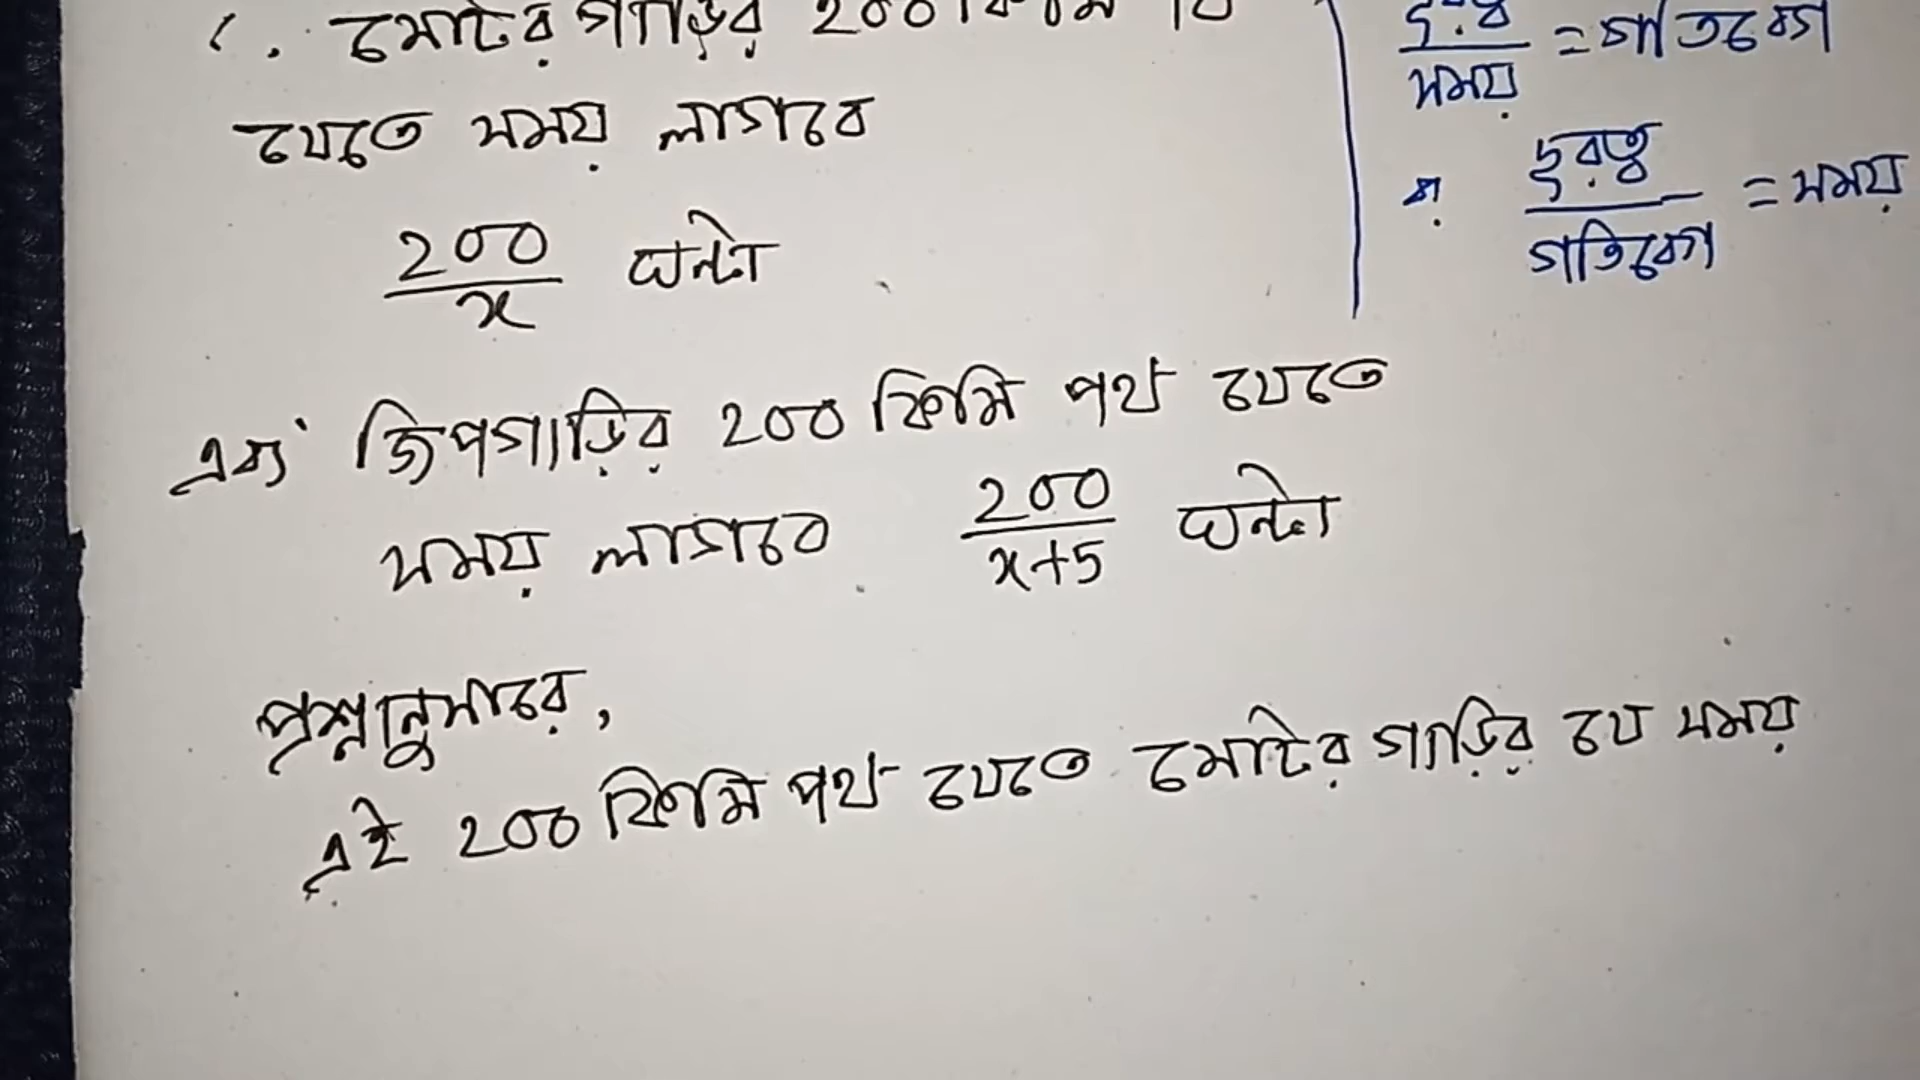 মোটর গাড়ির 200 কিমি
যেতে সময় লাগবে
200/x ঘন্টা
এবং জিপগাড়ির 200 কিমি পথ যেতে
সময় লাগবে 200/x+5 ঘন্টা
প্রশ্নানুসারে,
এই 200 কিমি পথ যেতে মোটর গাড়ির যে সময়
দূরত্ব/সময় = গতিবেগ
বা, দূরত্ব/গতিবেগ = সময়